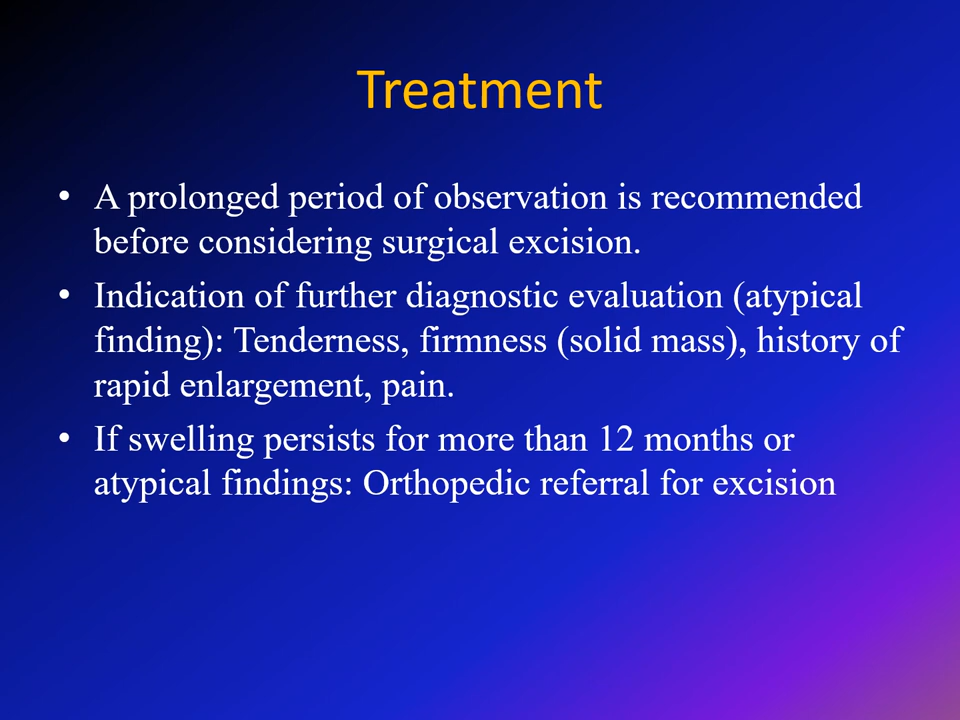 Treatment
• A prolonged period of observation is recommended
before considering surgical excision.
• Indication of further diagnostic evaluation (atypical
finding): Tenderness, firmness (solid mass), history of
rapid enlargement, pain.
• If swelling persists for more than 12 months or
atypical findings: Orthopedic referral for excision